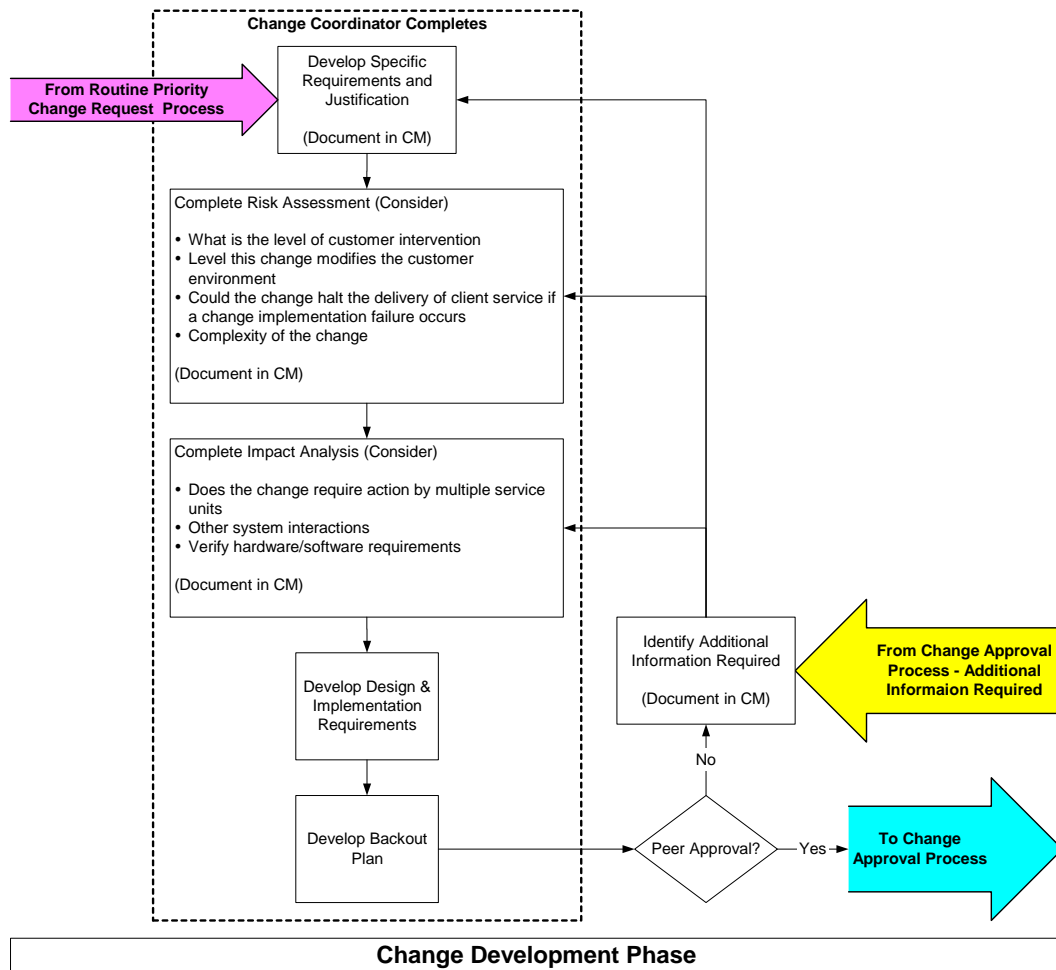 Change Coordinator Completes
From Routine Priority
Change Request  Process
Develop Specific
Requirements and
Justification
(Document in CM)
Complete Risk Assessment (Consider)
• What is the level of customer intervention
• Level this change modifies the customer
environment
• Could the change halt the delivery of client service if
a change implementation failure occurs
• Complexity of the change
(Document in CM)
Complete Impact Analysis (Consider)
• Does the change require action by multiple service
units
• Other system interactions
• Verify hardware/software requirements
(Document in CM)
Identify Additional
Information Required
(Document in CM)
From Change Approval
Process - Additional
Informaion Required
Develop Design &
Implementation
Requirements
No
Develop Backout
Plan
Peer Approval?
Yes
To Change
Approval Process
Change Development Phase